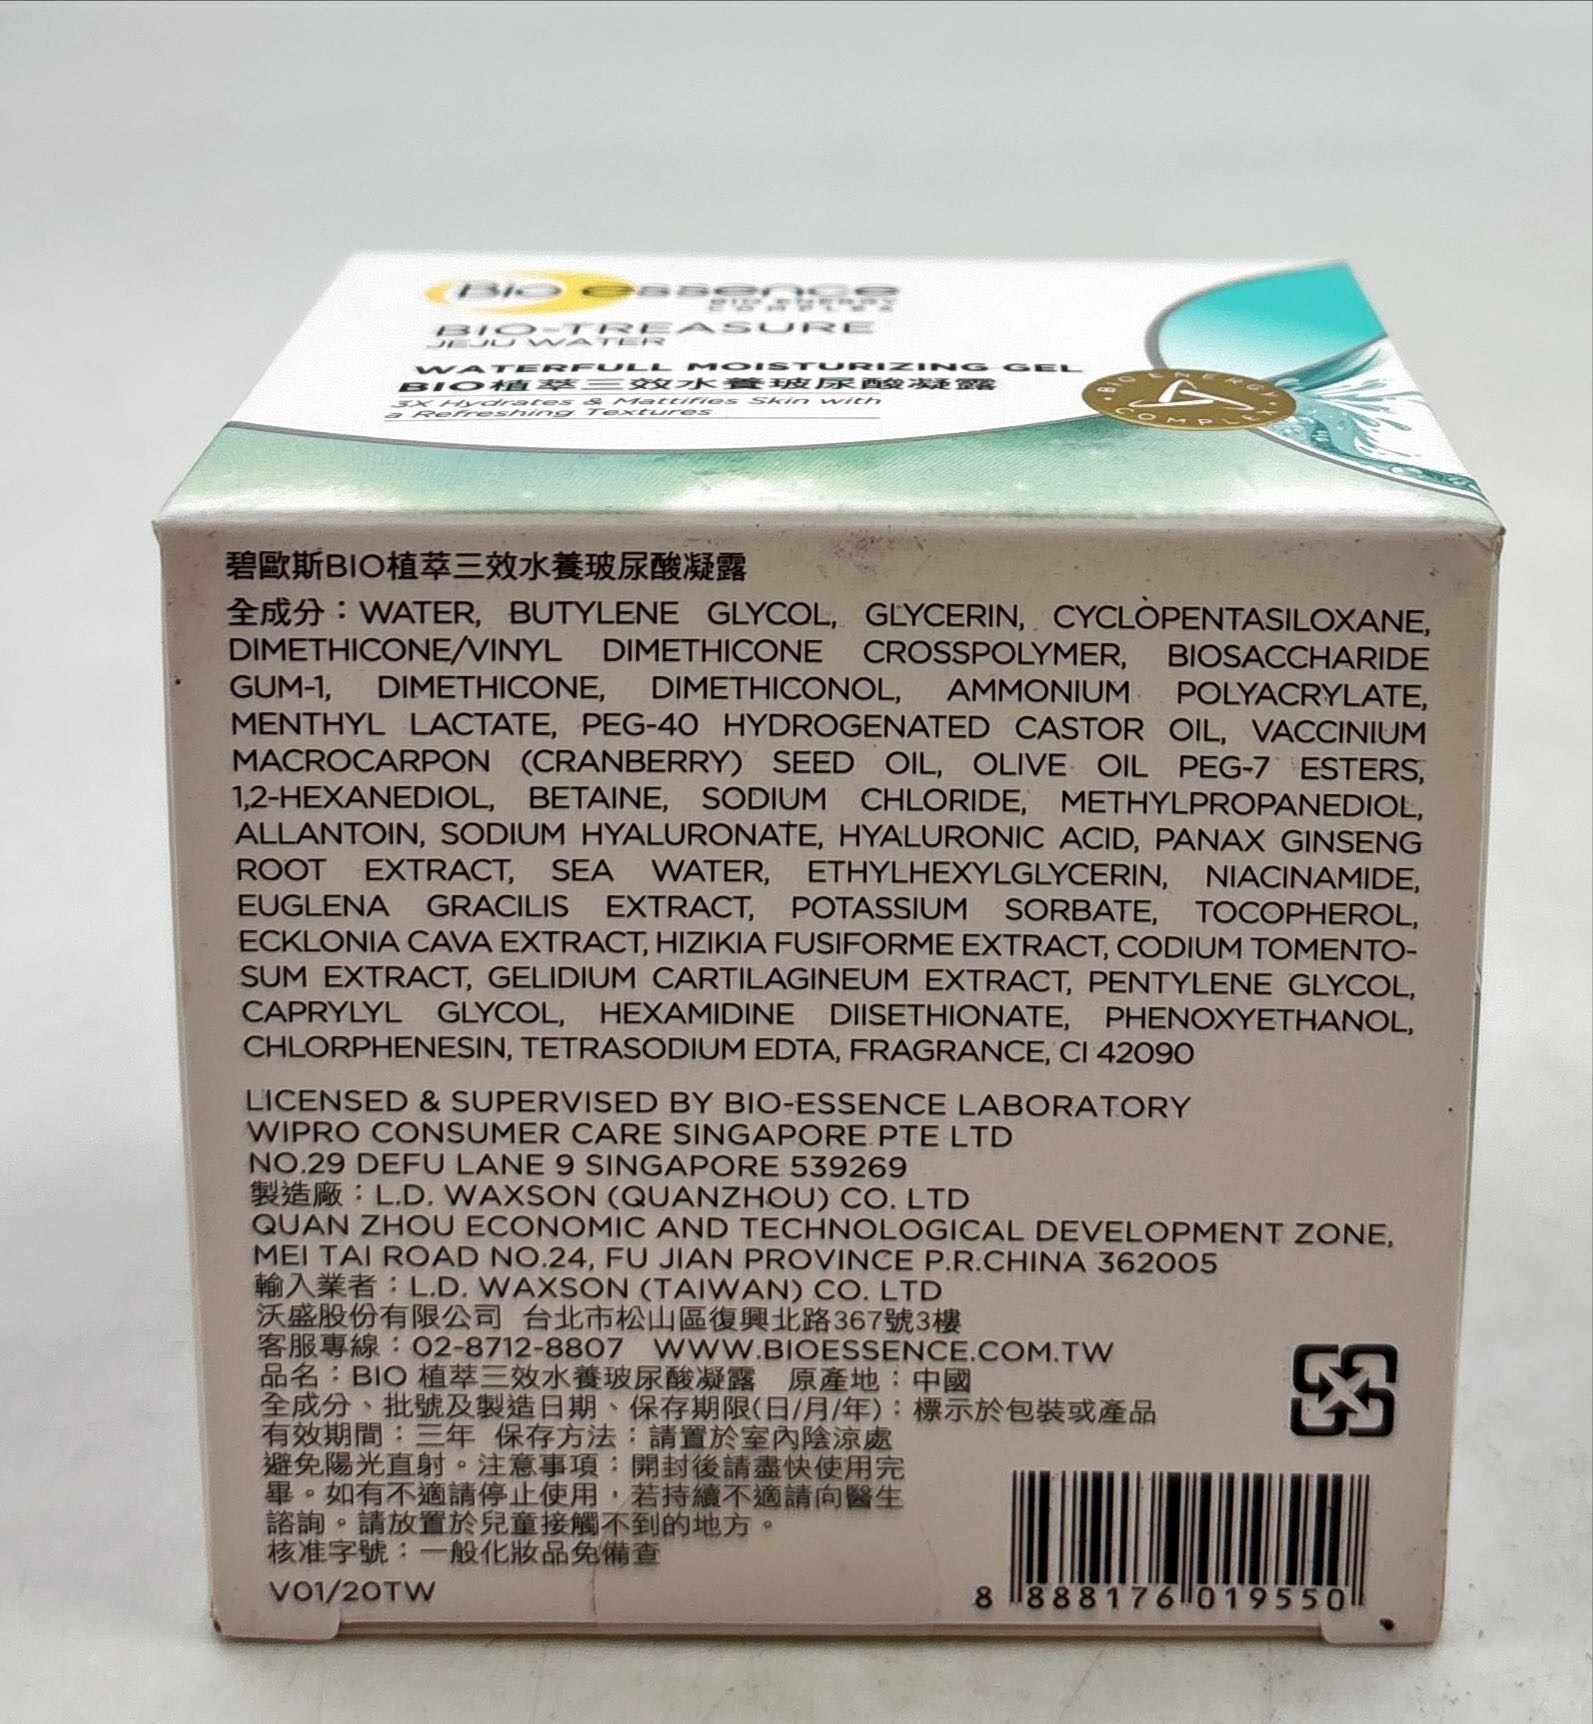 Bio essence
BIO ENERGY
COMPLEX
BIO-TREASURE
JEJU WATER
WATERFULL MOISTURIZING GEL
BIO植萃三效水養玻尿酸凝露
3X Hydrates & Mattifies Skin with
a Refreshing Textures
BIO ENERGY COMPLEX
碧歐斯BIO植萃三效水養玻尿酸凝露
全成分：WATER, BUTYLENE GLYCOL, GLYCERIN, CYCLOPENTASILOXANE,
DIMETHICONE/VINYL DIMETHICONE CROSSPOLYMER, BIOSACCHARIDE
GUM-1, DIMETHICONE, DIMETHICONOL, AMMONIUM POLYACRYLATE,
MENTHYL LACTATE, PEG-40 HYDROGENATED CASTOR OIL, VACCINIUM
MACROCARPON (CRANBERRY) SEED OIL, OLIVE OIL PEG-7 ESTERS,
1,2-HEXANEDIOL, BETAINE, SODIUM CHLORIDE, METHYLPROPANEDIOL,
ALLANTOIN, SODIUM HYALURONATE, HYALURONIC ACID, PANAX GINSENG
ROOT EXTRACT, SEA WATER, ETHYLHEXYLGLYCERIN, NIACINAMIDE,
EUGLENA GRACILIS EXTRACT, POTASSIUM SORBATE, TOCOPHEROL,
ECKLONIA CAVA EXTRACT, HIZIKIA FUSIFORME EXTRACT, CODIUM TOMENTO-
SUM EXTRACT, GELIDIUM CARTILAGINEUM EXTRACT, PENTYLENE GLYCOL,
CAPRYLYL GLYCOL, HEXAMIDINE DIISETHIONATE, PHENOXYETHANOL,
CHLORPHENESIN, TETRASODIUM EDTA, FRAGRANCE, CI 42090
LICENSED & SUPERVISED BY BIO-ESSENCE LABORATORY
WIPRO CONSUMER CARE SINGAPORE PTE LTD
NO.29 DEFU LANE 9 SINGAPORE 539269
製造廠：L.D. WAXSON (QUANZHOU) CO. LTD
QUAN ZHOU ECONOMIC AND TECHNOLOGICAL DEVELOPMENT ZONE,
MEI TAI ROAD NO.24, FU JIAN PROVINCE P.R.CHINA 362005
輸入業者：L.D. WAXSON (TAIWAN) CO. LTD
沃盛股份有限公司 台北市松山區復興北路367號3樓
客服專線：02-8712-8807 WWW.BIOESSENCE.COM.TW
品名：BIO 植萃三效水養玻尿酸凝露 原產地：中國
全成分、批號及製造日期、保存期限(日/月/年)：標示於包裝或產品
有效期間：三年 保存方法：請置於室內陰涼處
避免陽光直射。注意事項：開封後請盡快使用完
畢。如有不適請停止使用，若持續不適請向醫生
諮詢。請放置於兒童接觸不到的地方。
核准字號：一般化妝品免備查
V01/20TW
8 888176 019550